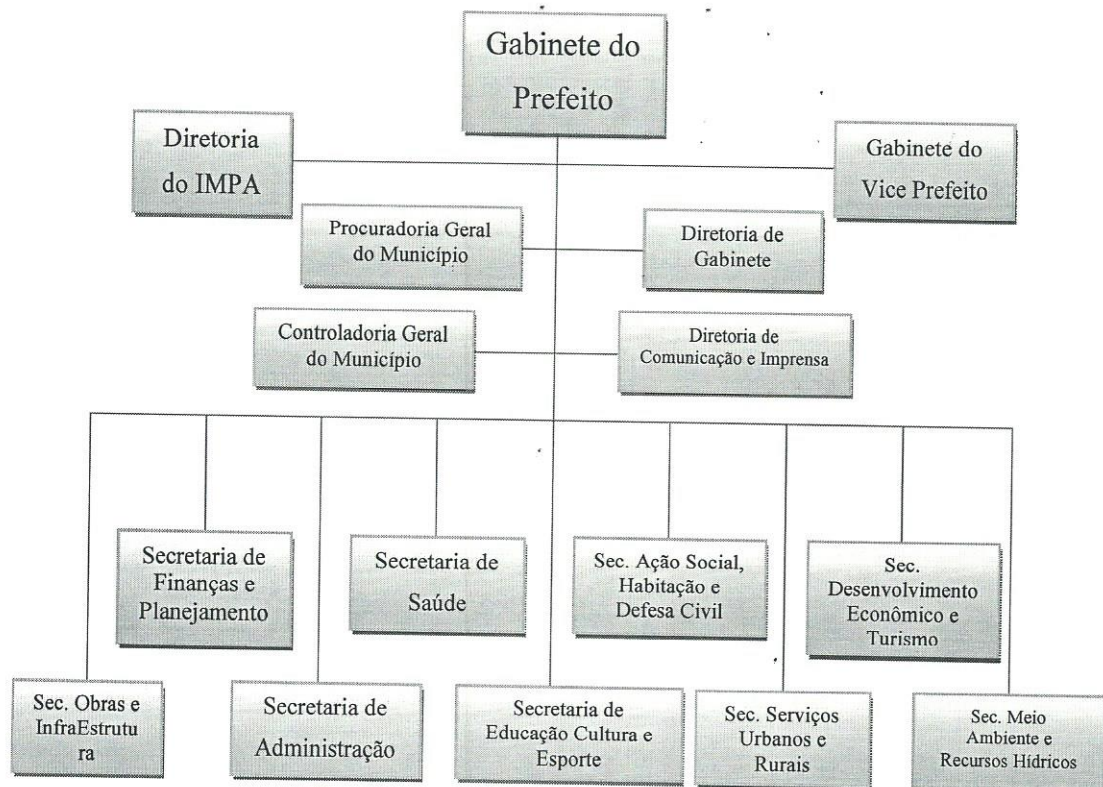 Gabinete do
Prefeito
Diretoria
do IMPA
Gabinete do
Vice Prefeito
Procuradoria Geral
do Município
Diretoria de
Gabinete
Controladoria Geral
do Município
Diretoria de
Comunicação e Imprensa
Secretaria de
Finanças e
Planejamento
Secretaria de
Saúde
Sec. Ação Social,
Habitação e
Defesa Civil
Sec.
Desenvolvimento
Econômico e
Turismo
Sec. Obras e
InfraEstrutu
ra
Secretaria de
Administração
Secretaria de
Educação Cultura e
Esporte
Sec. Serviços
Urbanos e
Rurais
Sec. Meio
Ambiente e
Recursos Hídricos